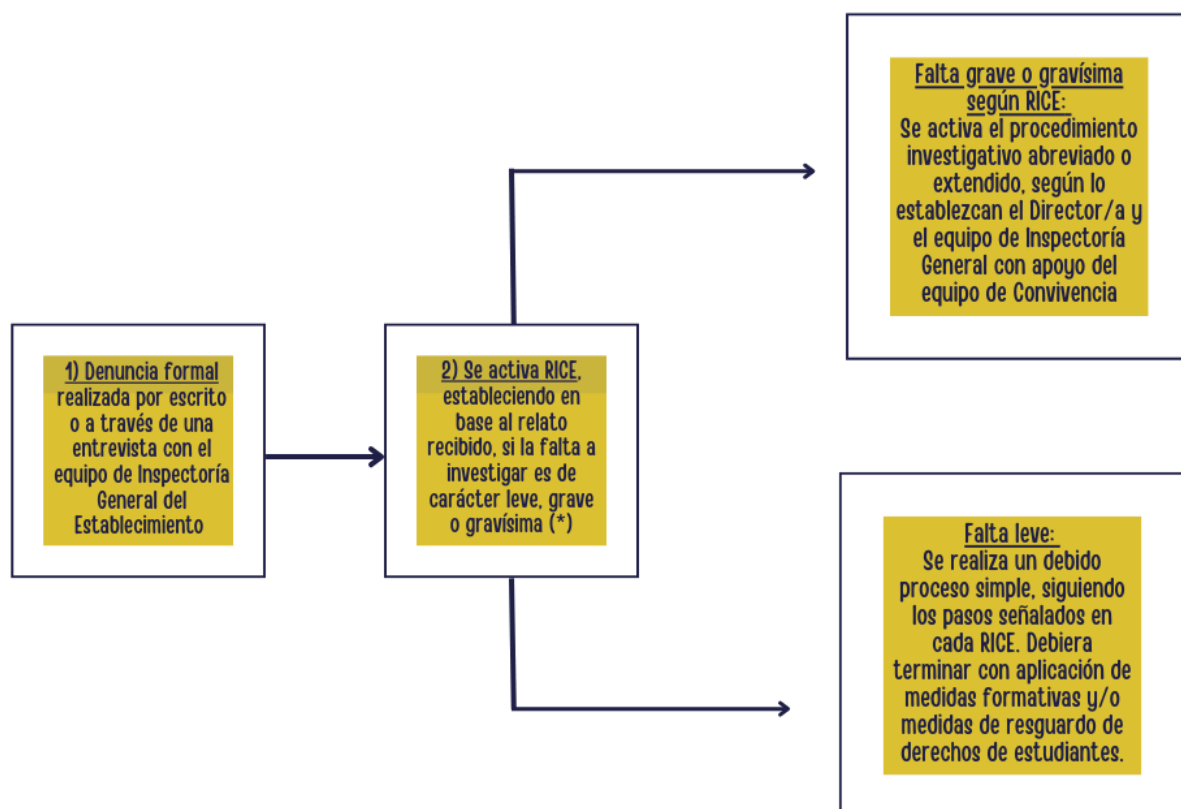 1) Denuncia formal
realizada por escrito
o a través de una
entrevista con el
equipo de Inspectoría
General del
Establecimiento
2) Se activa RICE,
estableciendo en
base al relato
recibido, si la falta a
investigar es de
carácter leve, grave
o gravísima (*)
Falta grave o gravísima
según RICE:
Se activa el procedimiento
investigativo abreviado o
extendido, según lo
establezcan el Director/a y
el equipo de Inspectoría
General con apoyo del
equipo de Convivencia
Falta leve:
Se realiza un debido
proceso simple, siguiendo
los pasos señalados en
cada RICE. Debiera
terminar con aplicación de
medidas formativas y/o
medidas de resguardo de
derechos de estudiantes.